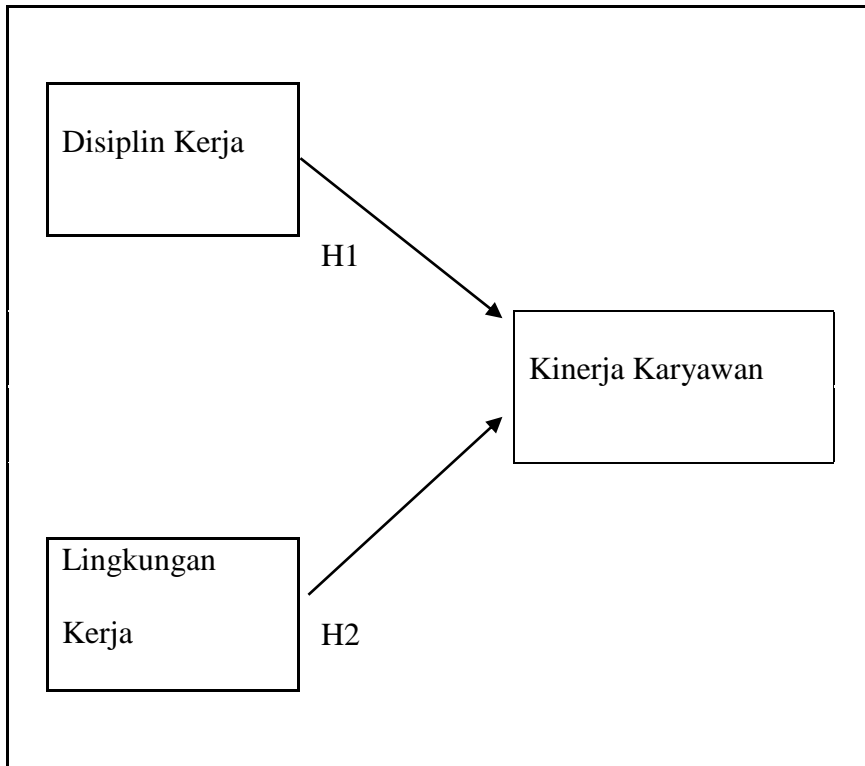 Disiplin Kerja
H1
Kinerja Karyawan
Lingkungan
Kerja
H2